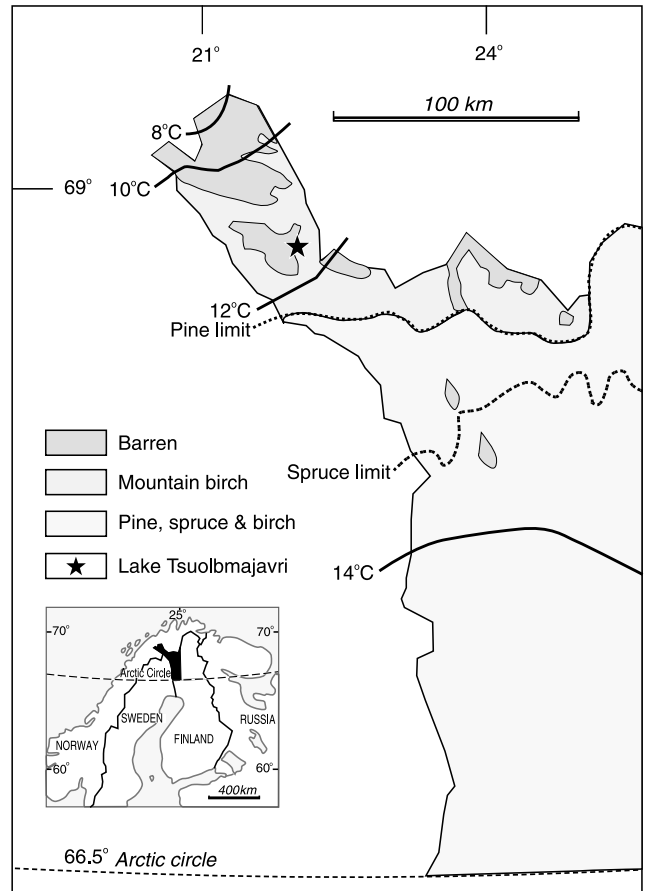 21° 24°
100 km
8°C
69° 10°C
12°C
Pine limit
Barren
Mountain birch
Spruce limit
Pine, spruce & birch
Lake Tsuolbmajavri
14°C
25°
70° 70°
Arctic Circle
SWEDEN RUSSIA
NORWAY FINLAND
60° 60°
400km
66.5° Arctic circle